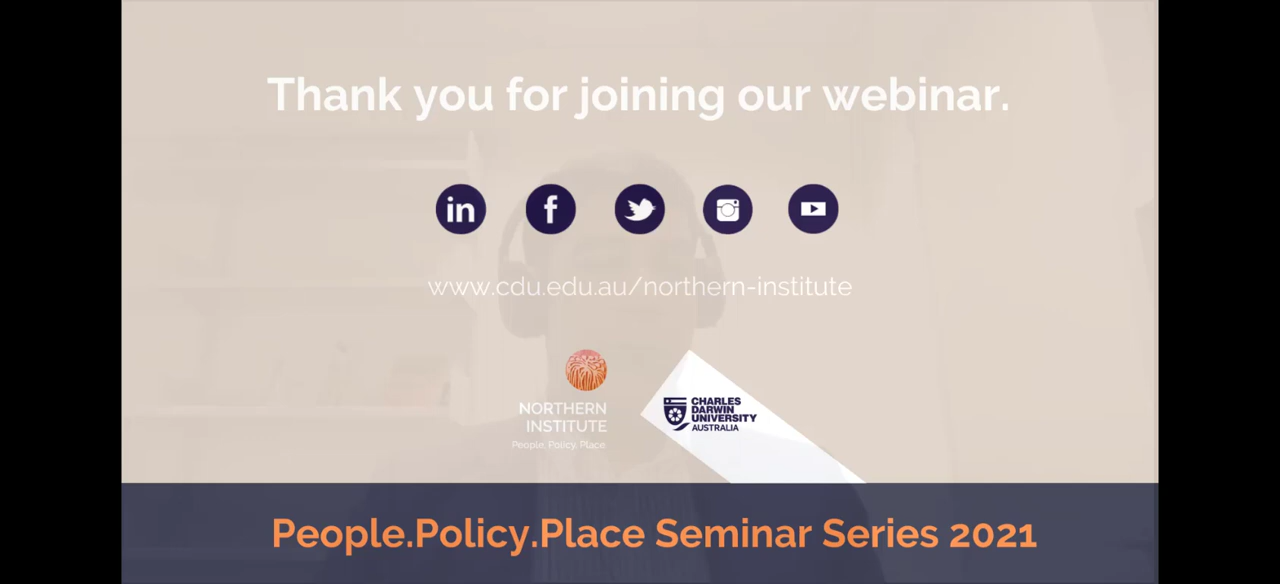 Thank you for joining our webinar.
www.cdu.edu.au/northern-institute
NORTHERN
INSTITUTE
People. Policy. Place.
CHARLES
DARWIN
UNIVERSITY
AUSTRALIA
People.Policy.Place Seminar Series 2021